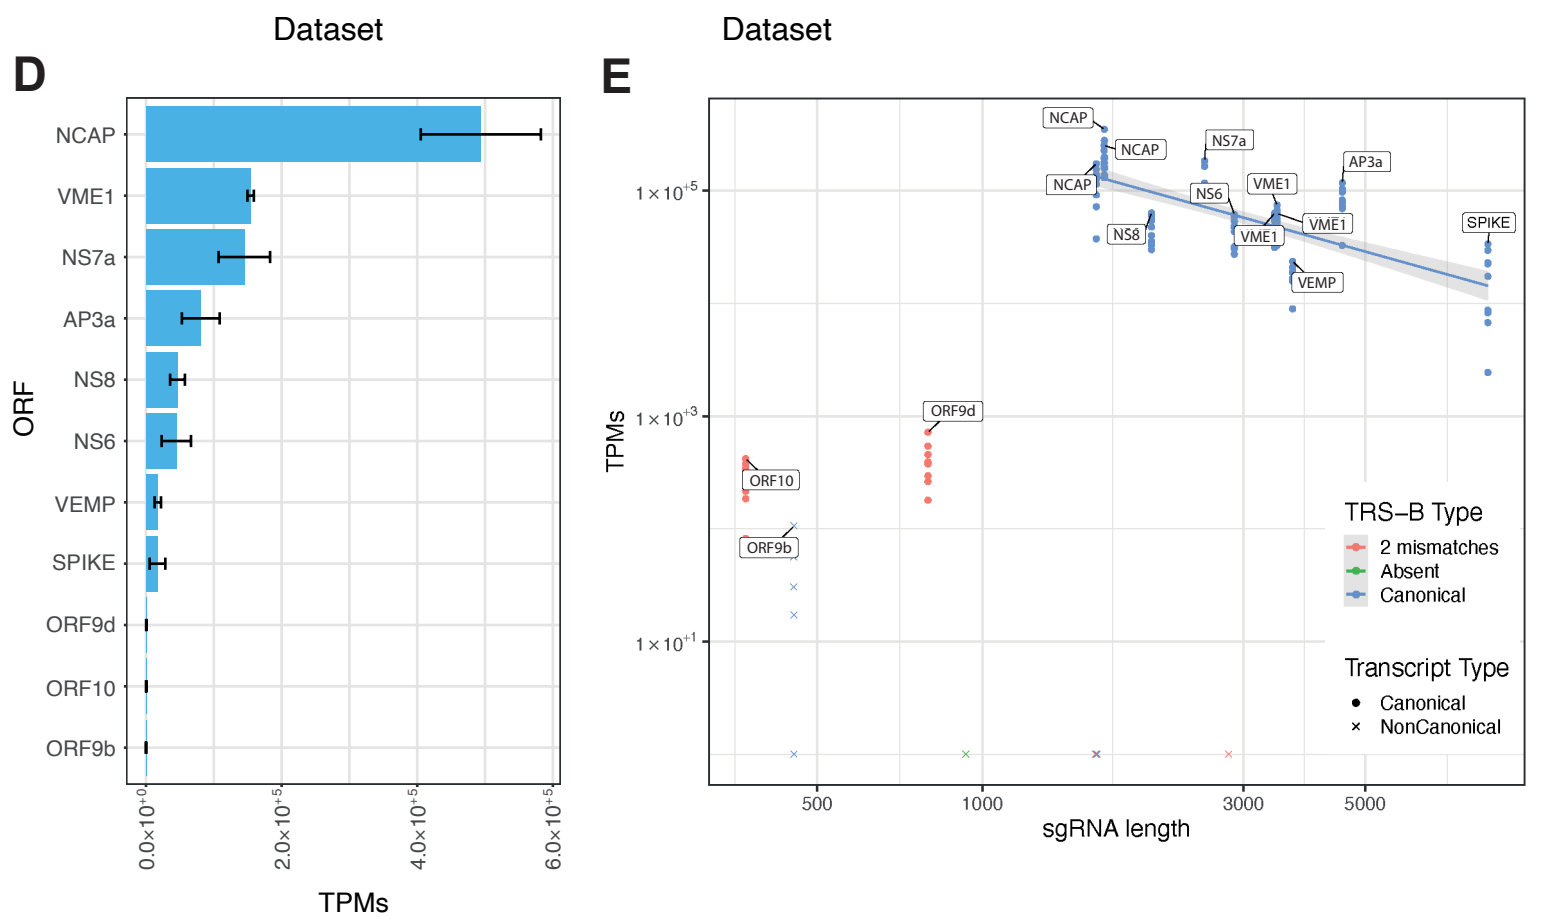 Dataset
Dataset
D
E
NCAP
VME1
NS7a
AP3a
NS8
NS6
VEMP
SPIKE
ORF9d
ORF10
ORF9b
ORF
0.0×10⁺⁰
2.0×10⁺⁵
4.0×10⁺⁵
6.0×10⁺⁵
TPMs
TPMs
1×10⁺⁵
1×10⁺³
1×10⁺¹
NCAP
NCAP
NCAP
NS7a
AP3a
NS6
VME1
VME1
VME1
NS8
SPIKE
VEMP
ORF9d
ORF10
ORF9b
TRS−B Type
2 mismatches
Absent
Canonical
Transcript Type
Canonical
NonCanonical
500
1000
3000
5000
sgRNA length